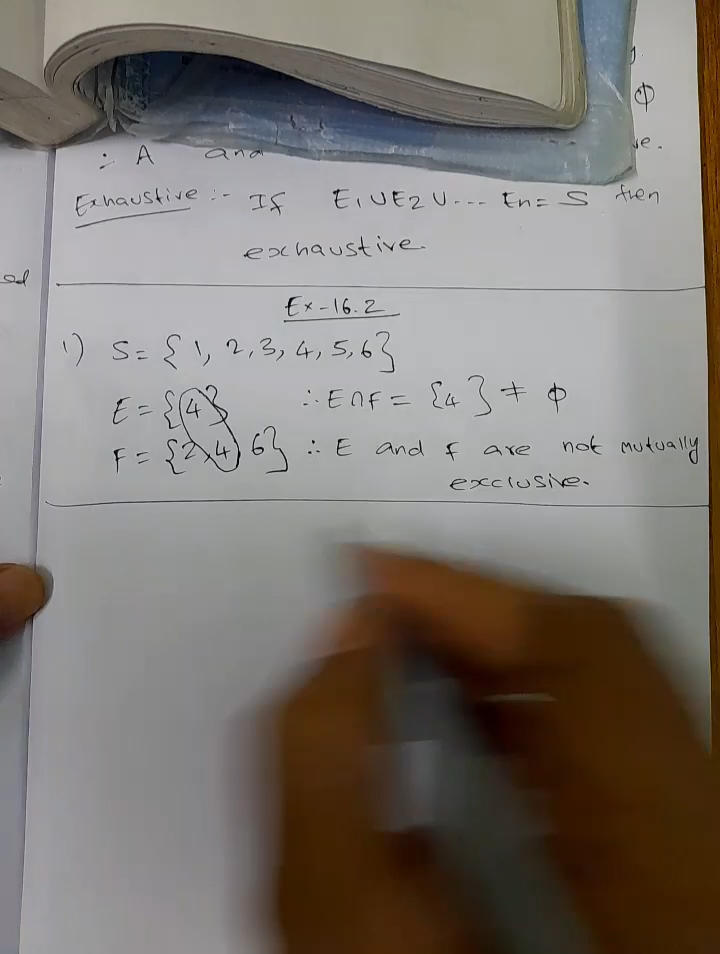 Φ
∴ A and
Exhaustive :- If E1 ∪ E2 ∪ --- En = S then
exhaustive.
Ex-16.2
1) S = {1, 2, 3, 4, 5, 6}
E = {4} ∴ E ∩ F = {4} ≠ ϕ
F = {2, 4, 6} ∴ E and F are not mutually
exclusive.